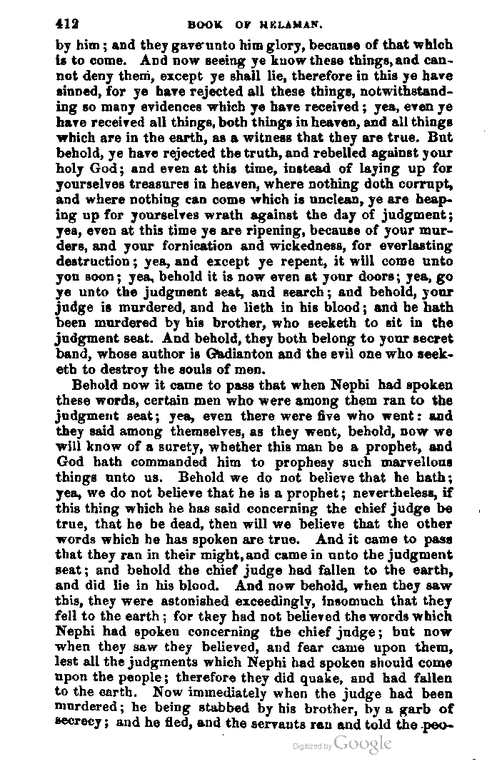 412 BOOK OF HELAMAN.
by him; and they gave unto him glory, because of that which
is to come. And now seeing ye know these things, and can-
not deny them, except ye shall lie, therefore in this ye have
sinned, for ye have rejected all these things, notwithstand-
ing so many evidences which ye have received; yea, even ye
have received all things, both things in heaven, and all things
which are in the earth, as a witness that they are true. But
behold, ye have rejected the truth, and rebelled against your
holy God; and even at this time, instead of laying up for
yourselves treasures in heaven, where nothing doth corrupt,
and where nothing can come which is unclean, ye are heap-
ing up for yourselves wrath against the day of judgment;
yea, even at this time ye are ripening, because of your mur-
ders, and your fornication and wickedness, for everlasting
destruction; yea, and except ye repent, it will come unto
you soon; yea, behold it is now even at your doors; yea, go
ye unto the judgment seat, and search; and behold, your
judge is murdered, and he lieth in his blood; and he hath
been murdered by his brother, who seeketh to sit in the
judgment seat. And behold, they both belong to your secret
band, whose author is Gadianton and the evil one who seek-
eth to destroy the souls of men.
Behold now it came to pass that when Nephi had spoken
these words, certain men who were among them ran to the
judgment seat; yea, even there were five who went: and
they said among themselves, as they went, behold, now we
will know of a surety, whether this man be a prophet, and
God hath commanded him to prophesy such marvellous
things unto us. Behold we do not believe that he hath;
yea, we do not believe that he is a prophet; nevertheless, if
this thing which he has said concerning the chief judge be
true, that he be dead, then will we believe that the other
words which he has spoken are true. And it came to pass
that they ran in their might, and came in unto the judgment
seat; and behold the chief judge had fallen to the earth,
and did lie in his blood. And now behold, when they saw
this, they were astonished exceedingly, insomuch that they
fell to the earth; for they had not believed the words which
Nephi had spoken concerning the chief judge; but now
when they saw they believed, and fear came upon them,
lest all the judgments which Nephi had spoken should come
upon the people; therefore they did quake, and had fallen
to the earth. Now immediately when the judge had been
murdered; he being stabbed by his brother, by a garb of
secrecy; and he fled, and the servants ran and told the peo-
Digitized by Google